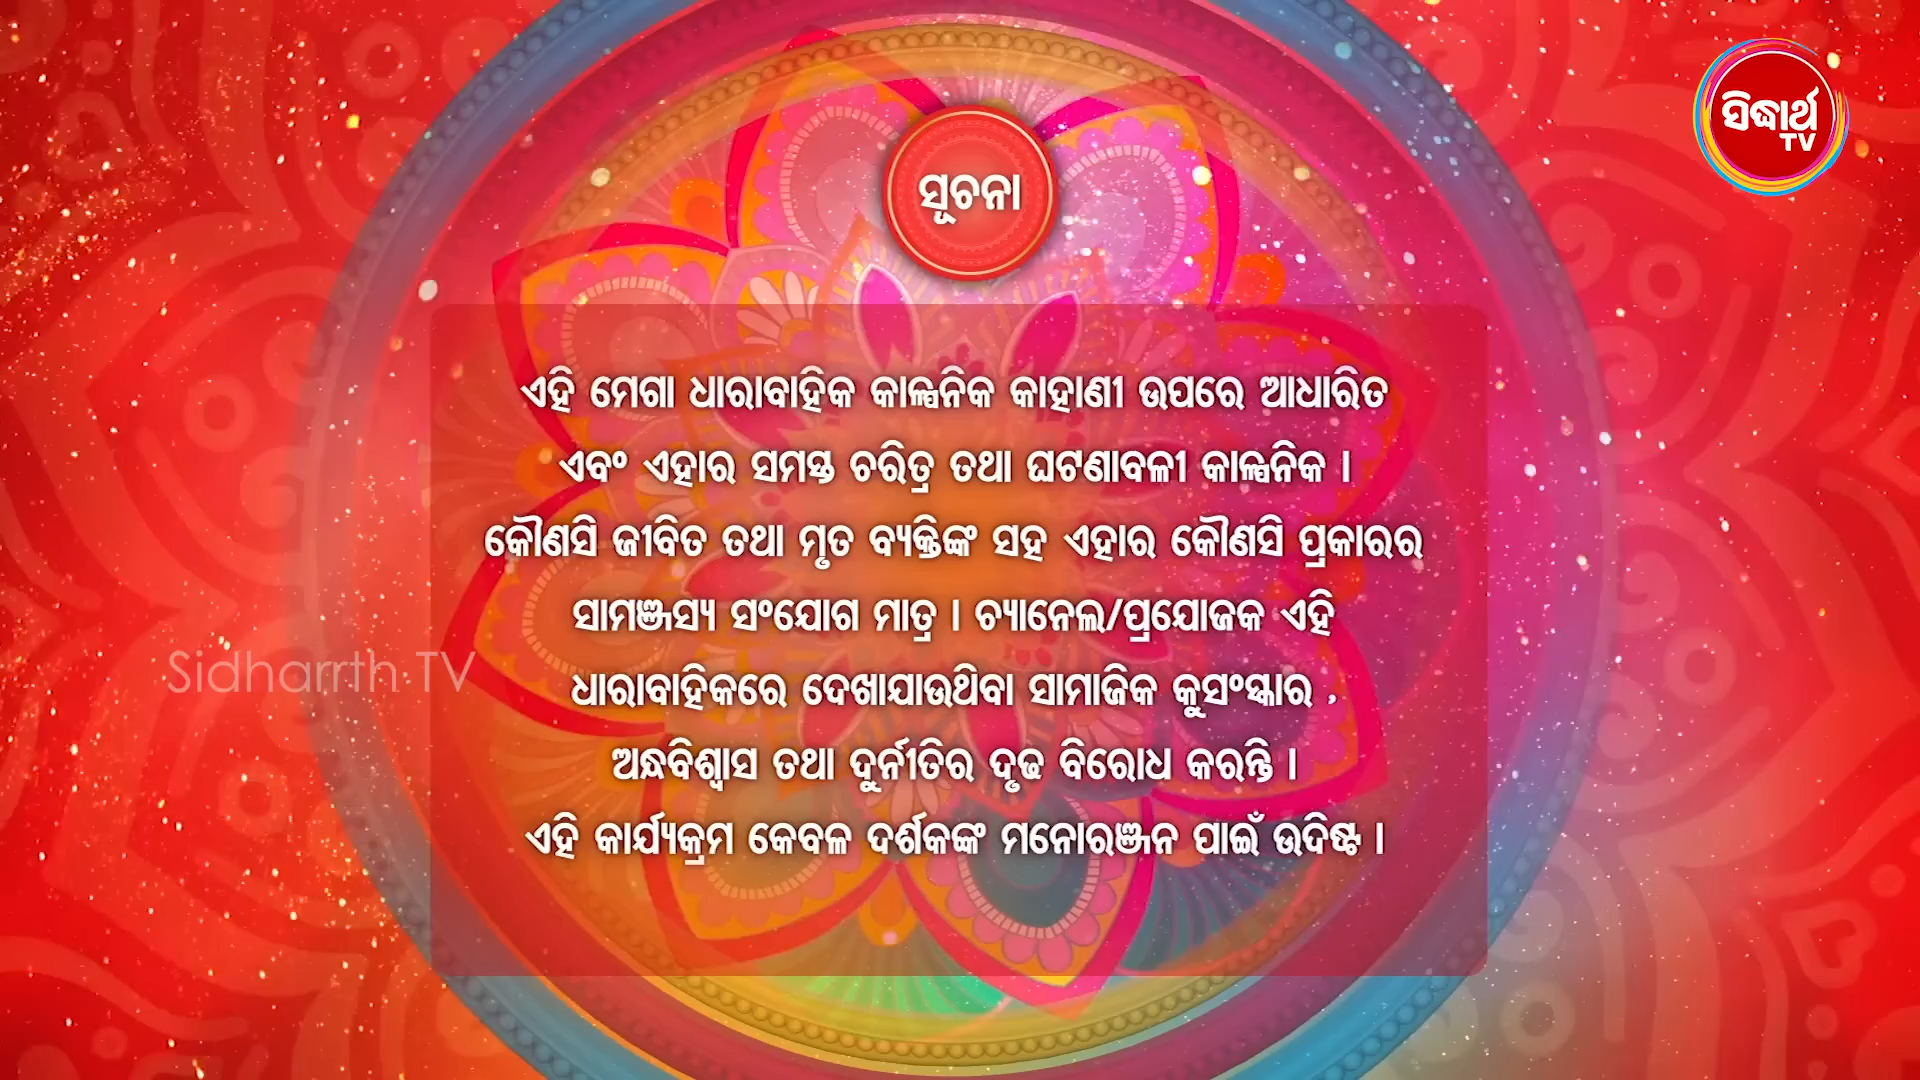 ସିଦ୍ଧାର୍ଥ
TV
ସୂଚନା
ଏହି ମେଗା ଧାରାବାହିକ କାଳ୍ପନିକ କାହାଣୀ ଉପରେ ଆଧାରିତ
ଏବଂ ଏହାର ସମସ୍ତ ଚରିତ୍ର ତଥା ଘଟଣାବଳୀ କାଳ୍ପନିକ ।
କୌଣସି ଜୀବିତ ତଥା ମୃତ ବ୍ୟକ୍ତିଙ୍କ ସହ ଏହାର କୌଣସି ପ୍ରକାରର
ସାମଞ୍ଜସ୍ୟ ସଂଯୋଗ ମାତ୍ର । ଚ୍ୟାନେଲ/ପ୍ରଯୋଜକ ଏହି
Sidharrth TV
ଧାରାବାହିକରେ ଦେଖାଯାଉଥିବା ସାମାଜିକ କୁସଂସ୍କାର ,
ଅନ୍ଧବିଶ୍ୱାସ ତଥା ଦୁର୍ନୀତିର ଦୃଢ ବିରୋଧ କରନ୍ତି ।
ଏହି କାର୍ଯ୍ୟକ୍ରମ କେବଳ ଦର୍ଶକଙ୍କ ମନୋରଞ୍ଜନ ପାଇଁ ଉଦିଷ୍ଟ ।